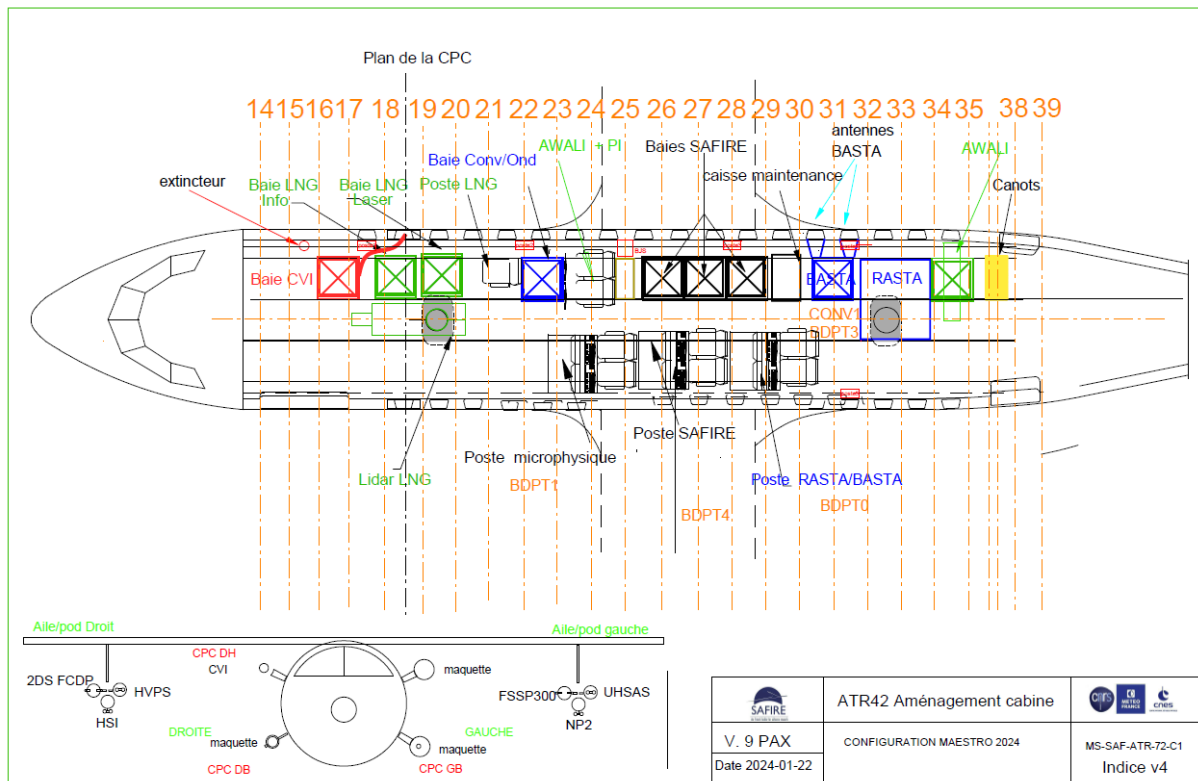 Plan de la CPC
14 15 16 17 18 19 20 21 22 23 24 25 26 27 28 29 30 31 32 33 34 35 38 39
antennes
BASTA
AWALI + PI
Baies SAFIRE
AWALI
Baie Conv/Ond
caisse maintenance
extincteur
Baie LNG
Info
Baie LNG
Laser
Poste LNG
Canots
BJB
Baie CVI
BASTA
RASTA
CONV1
BDPT3
Poste SAFIRE
Poste microphysique
Lidar LNG
BDPT1
Poste RASTA/BASTA
BDPT4
BDPT0
Aile/pod Droit
Aile/pod gauche
CPC DH
CVI
maquette
2DS FCDP
HVPS
HSI
FSSP300
UHSAS
NP2
DROITE
GAUCHE
maquette
maquette
CPC DB
CPC GB
SAFIRE
ATR42 Aménagement cabine
cnrs
METEO
FRANCE
cnes
V. 9 PAX
CONFIGURATION MAESTRO 2024
MS-SAF-ATR-72-C1
Date 2024-01-22
Indice v4